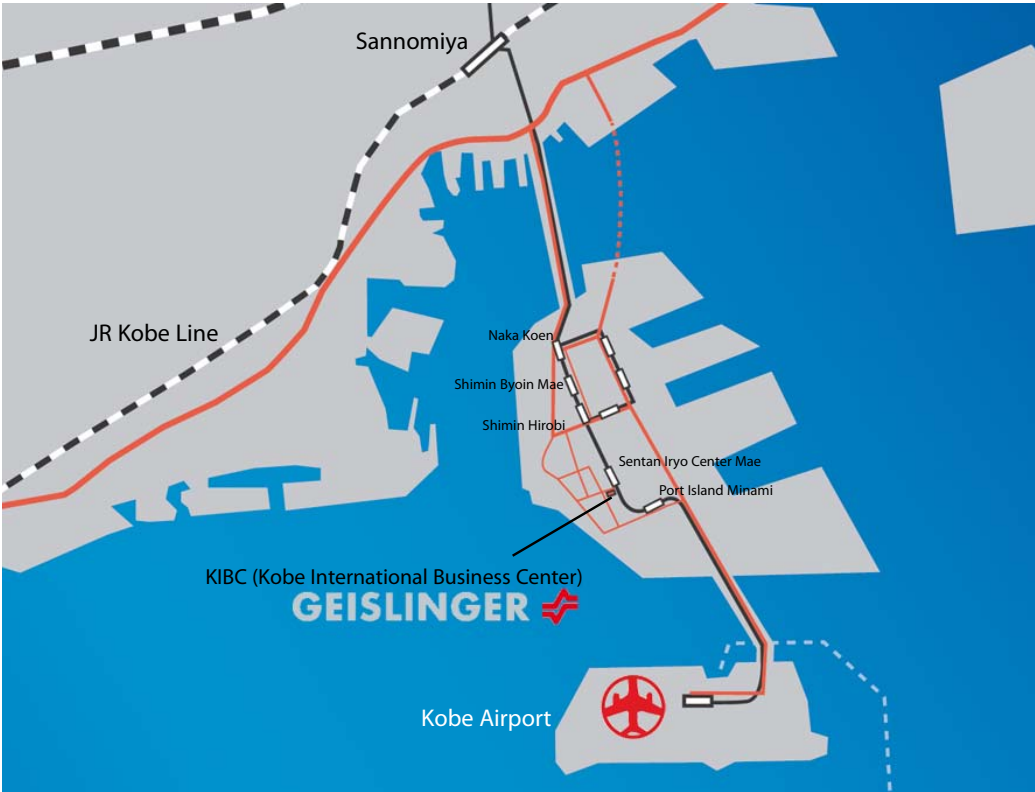 Sannomiya
JR Kobe Line
Naka Koen
Shimin Byoin Mae
Shimin Hirobi
Sentan Iryo Center Mae
Port Island Minami
KIBC (Kobe International Business Center)
GEISLINGER
Kobe Airport